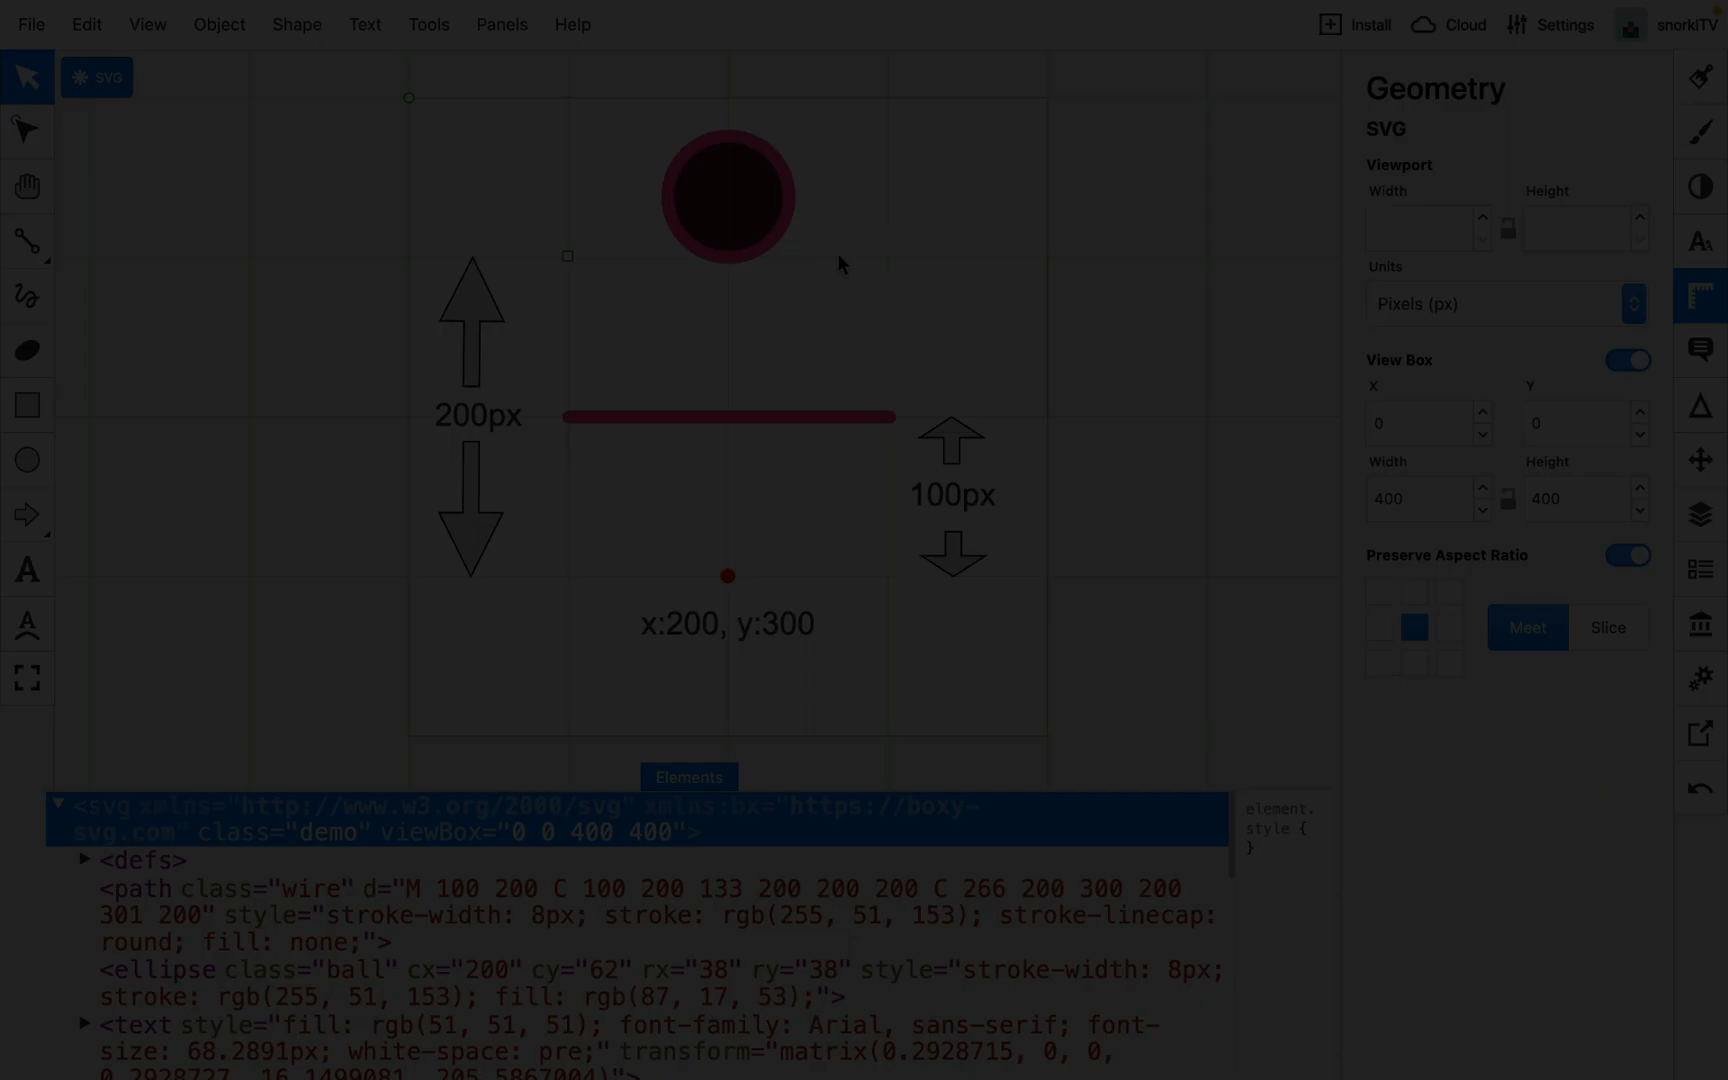 File Edit View Object Shape Text Tools Panels Help
Install Cloud Settings snorklTV
SVG
Geometry
SVG
Viewport
Width Height
Units
Pixels (px)
View Box
X Y
0 0
Width Height
400 400
Preserve Aspect Ratio
Meet Slice
200px
100px
x:200, y:300
Elements
<svg xmlns="http://www.w3.org/2000/svg" xmlns:bx="https://boxy-
svg.com" class="demo" viewBox="0 0 400 400">
<defs>
<path class="wire" d="M 100 200 C 100 200 133 200 200 200 C 266 200 300 200
301 200" style="stroke-width: 8px; stroke: rgb(255, 51, 153); stroke-linecap:
round; fill: none;">
<ellipse class="ball" cx="200" cy="62" rx="38" ry="38" style="stroke-width: 8px;
stroke: rgb(255, 51, 153); fill: rgb(87, 17, 53);">
<text style="fill: rgb(51, 51, 51); font-family: Arial, sans-serif; font-
size: 68.2891px; white-space: pre;" transform="matrix(0.2928715, 0, 0,
0.2928727, 16.1499081, 205.5867004)">
element.
style {
}